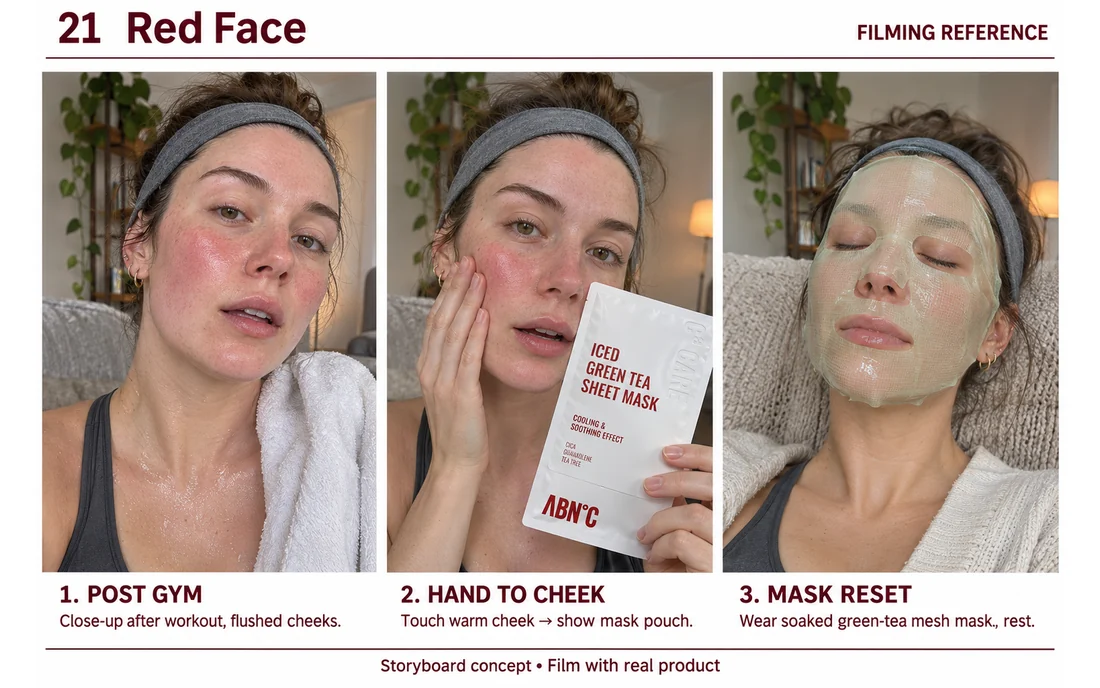 21 Red Face
FILMING REFERENCE
ICED
GREEN TEA
SHEET MASK
COOLING &
SOOTHING EFFECT
CICA
TEA TREE
ABN°C
1. POST GYM
Close-up after workout, flushed cheeks.
2. HAND TO CHEEK
Touch warm cheek → show mask pouch.
3. MASK RESET
Wear soaked green-tea mesh mask., rest.
Storyboard concept • Film with real product